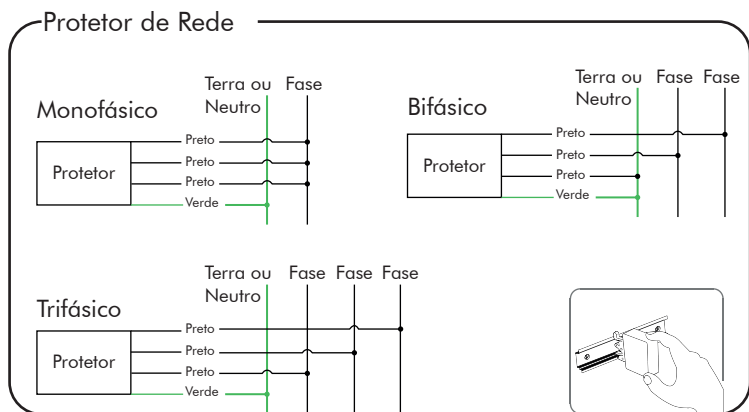 Protetor de Rede
Monofásico
Terra ou Fase
Neutro
Protetor
Preto
Preto
Preto
Verde
Bifásico
Terra ou Fase Fase
Neutro
Protetor
Preto
Preto
Preto
Verde
Trifásico
Terra ou Fase Fase Fase
Neutro
Protetor
Preto
Preto
Preto
Verde